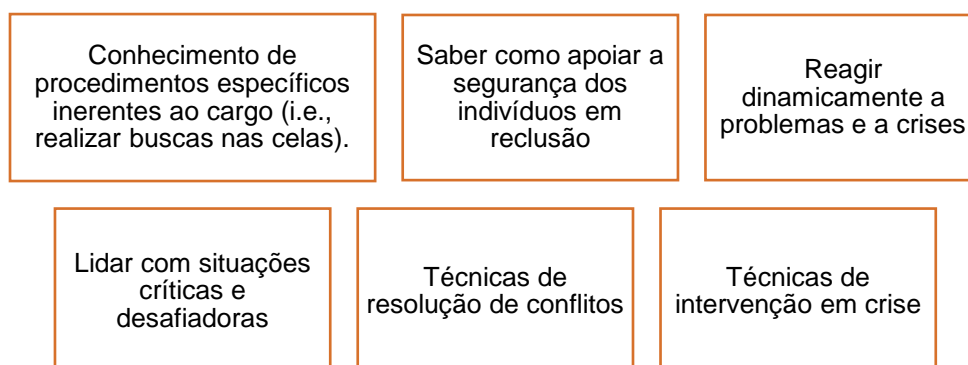 Conhecimento de
procedimentos específicos
inerentes ao cargo (i.e.,
realizar buscas nas celas).
Saber como apoiar a
segurança dos
indivíduos em
reclusão
Reagir
dinamicamente a
problemas e a crises
Lidar com situações
críticas e
desafiadoras
Técnicas de
resolução de conflitos
Técnicas de
intervenção em crise